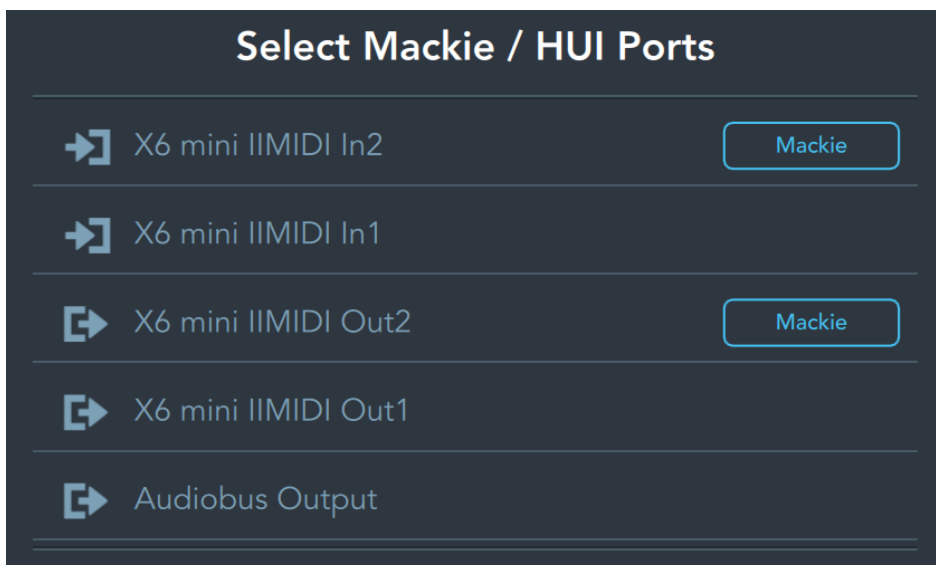 Select Mackie / HUI Ports
X6 mini IIMIDI In2 Mackie
X6 mini IIMIDI In1
X6 mini IIMIDI Out2 Mackie
X6 mini IIMIDI Out1
Audiobus Output